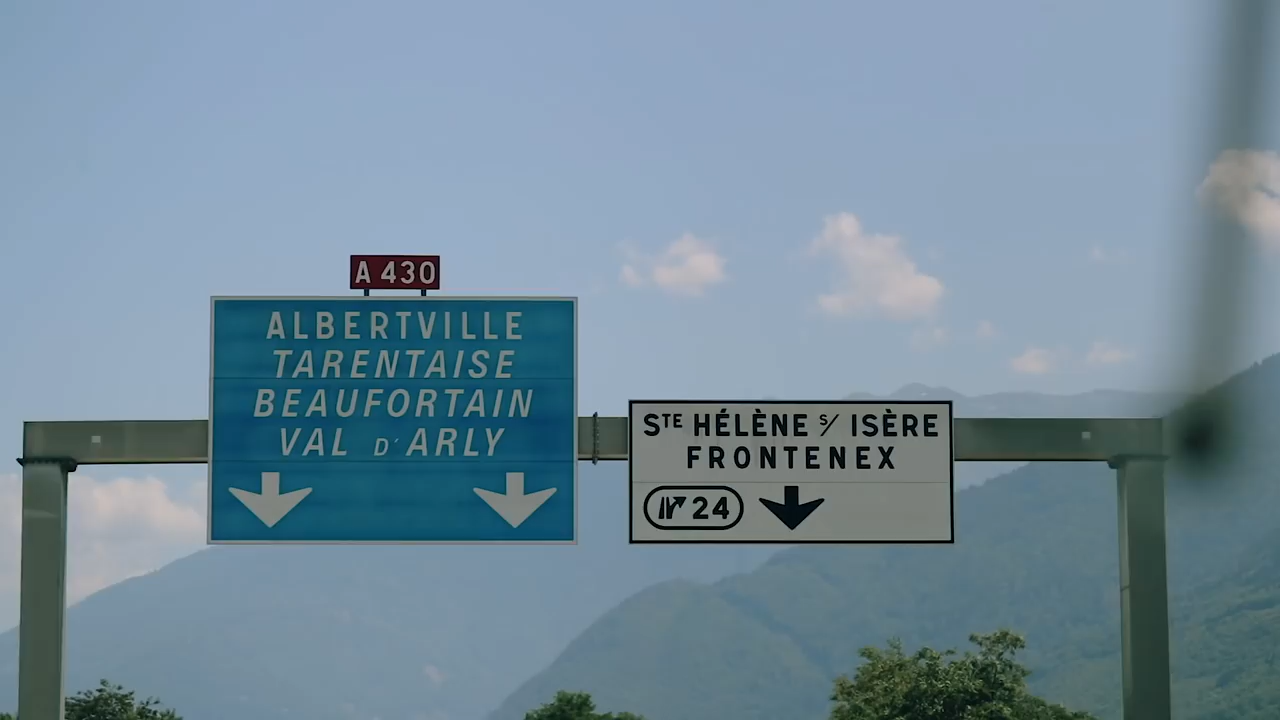 A 430
ALBERTVILLE
TARENTAISE
BEAUFORTAIN
VAL D'ARLY
STE HÉLÈNE S/ ISÈRE
FRONTENEX
24